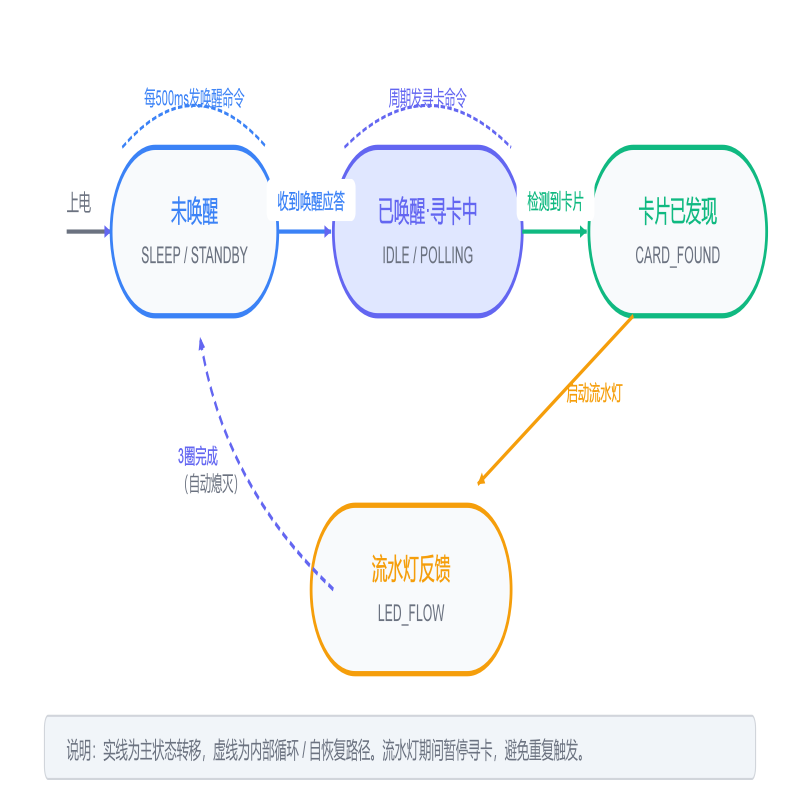 每500ms发唤醒命令
周期发寻卡命令
上电
未唤醒
SLEEP / STANDBY
收到唤醒应答
已唤醒·寻卡中
IDLE / POLLING
检测到卡片
卡片已发现
CARD_FOUND
启动流水灯
3圈完成
（自动熄灭）
流水灯反馈
LED_FLOW
说明：实线为主状态转移，虚线为内部循环 / 自恢复路径。流水灯期间暂停寻卡，避免重复触发。